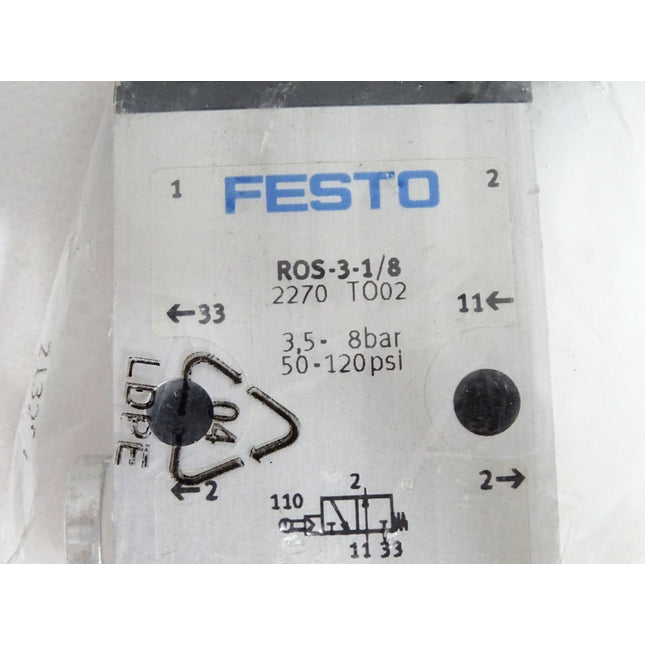 1 FESTO 2
ROS-3-1/8
2270 TO02
←33
11←
3,5- 8bar
50-120psi
04
LDPE
←2
2→
2
110
11 33